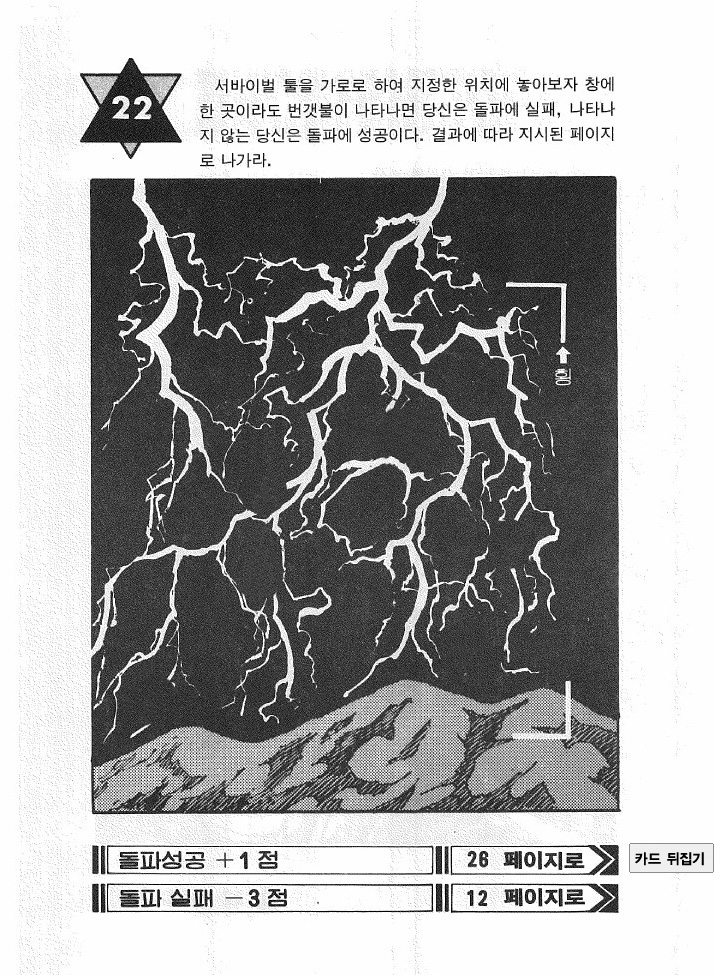 22
서바이벌 툴을 가로로 하여 지정한 위치에 놓아보자 창에
한 곳이라도 번갯불이 나타나면 당신은 돌파에 실패, 나타나
지 않는 당신은 돌파에 성공이다. 결과에 따라 지시된 페이지
로 나가라.
횡
돌파성공 +1 점
26 페이지로
카드 뒤집기
돌파 실패 -3 점
12 페이지로